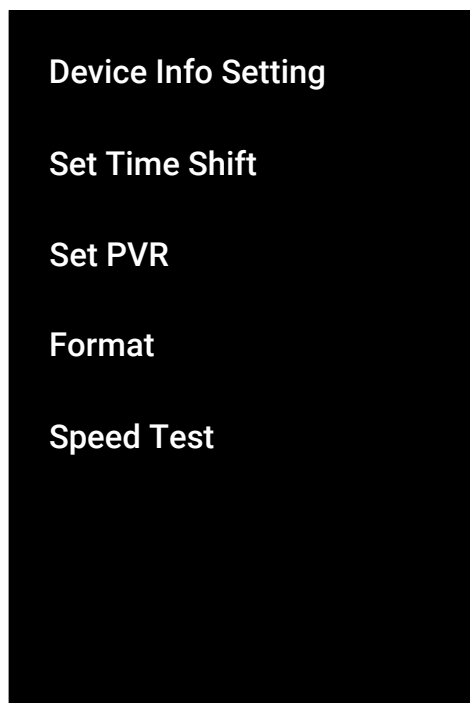 Device Info Setting
Set Time Shift
Set PVR
Format
Speed Test